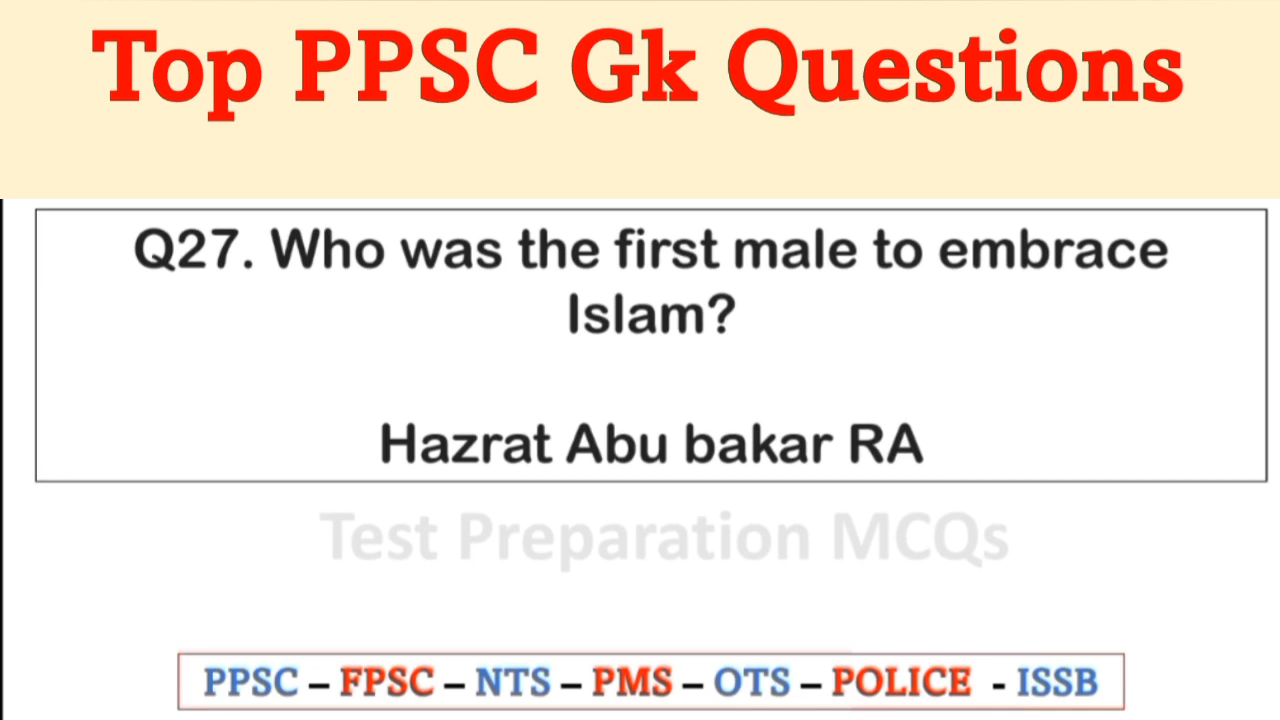 Top PPSC Gk Questions
Q27. Who was the first male to embrace
Islam?
Hazrat Abu bakar RA
Test Preparation MCQs
PPSC – FPSC – NTS – PMS – OTS – POLICE - ISSB